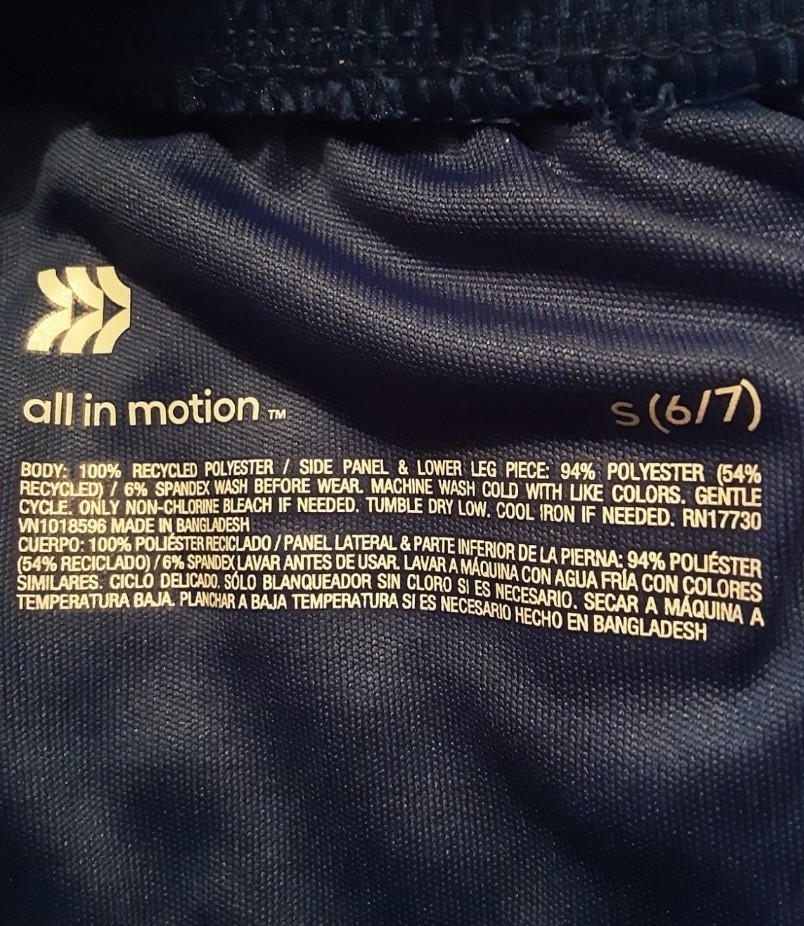 all in motion™
S (6/7)
BODY: 100% RECYCLED POLYESTER / SIDE PANEL & LOWER LEG PIECE: 94% POLYESTER (54%
RECYCLED) / 6% SPANDEX WASH BEFORE WEAR. MACHINE WASH COLD WITH LIKE COLORS. GENTLE
CYCLE. ONLY NON-CHLORINE BLEACH IF NEEDED. TUMBLE DRY LOW. COOL IRON IF NEEDED. RN17730
VN1018596 MADE IN BANGLADESH
CUERPO: 100% POLIÉSTER RECICLADO / PANEL LATERAL & PARTE INFERIOR DE LA PIERNA: 94% POLIÉSTER
(54% RECICLADO) / 6% SPANDEX LAVAR ANTES DE USAR. LAVAR A MÁQUINA CON AGUA FRÍA CON COLORES
SIMILARES. CICLO DELICADO. SÓLO BLANQUEADOR SIN CLORO SI ES NECESARIO. SECAR A MÁQUINA A
TEMPERATURA BAJA. PLANCHAR A BAJA TEMPERATURA SI ES NECESARIO HECHO EN BANGLADESH